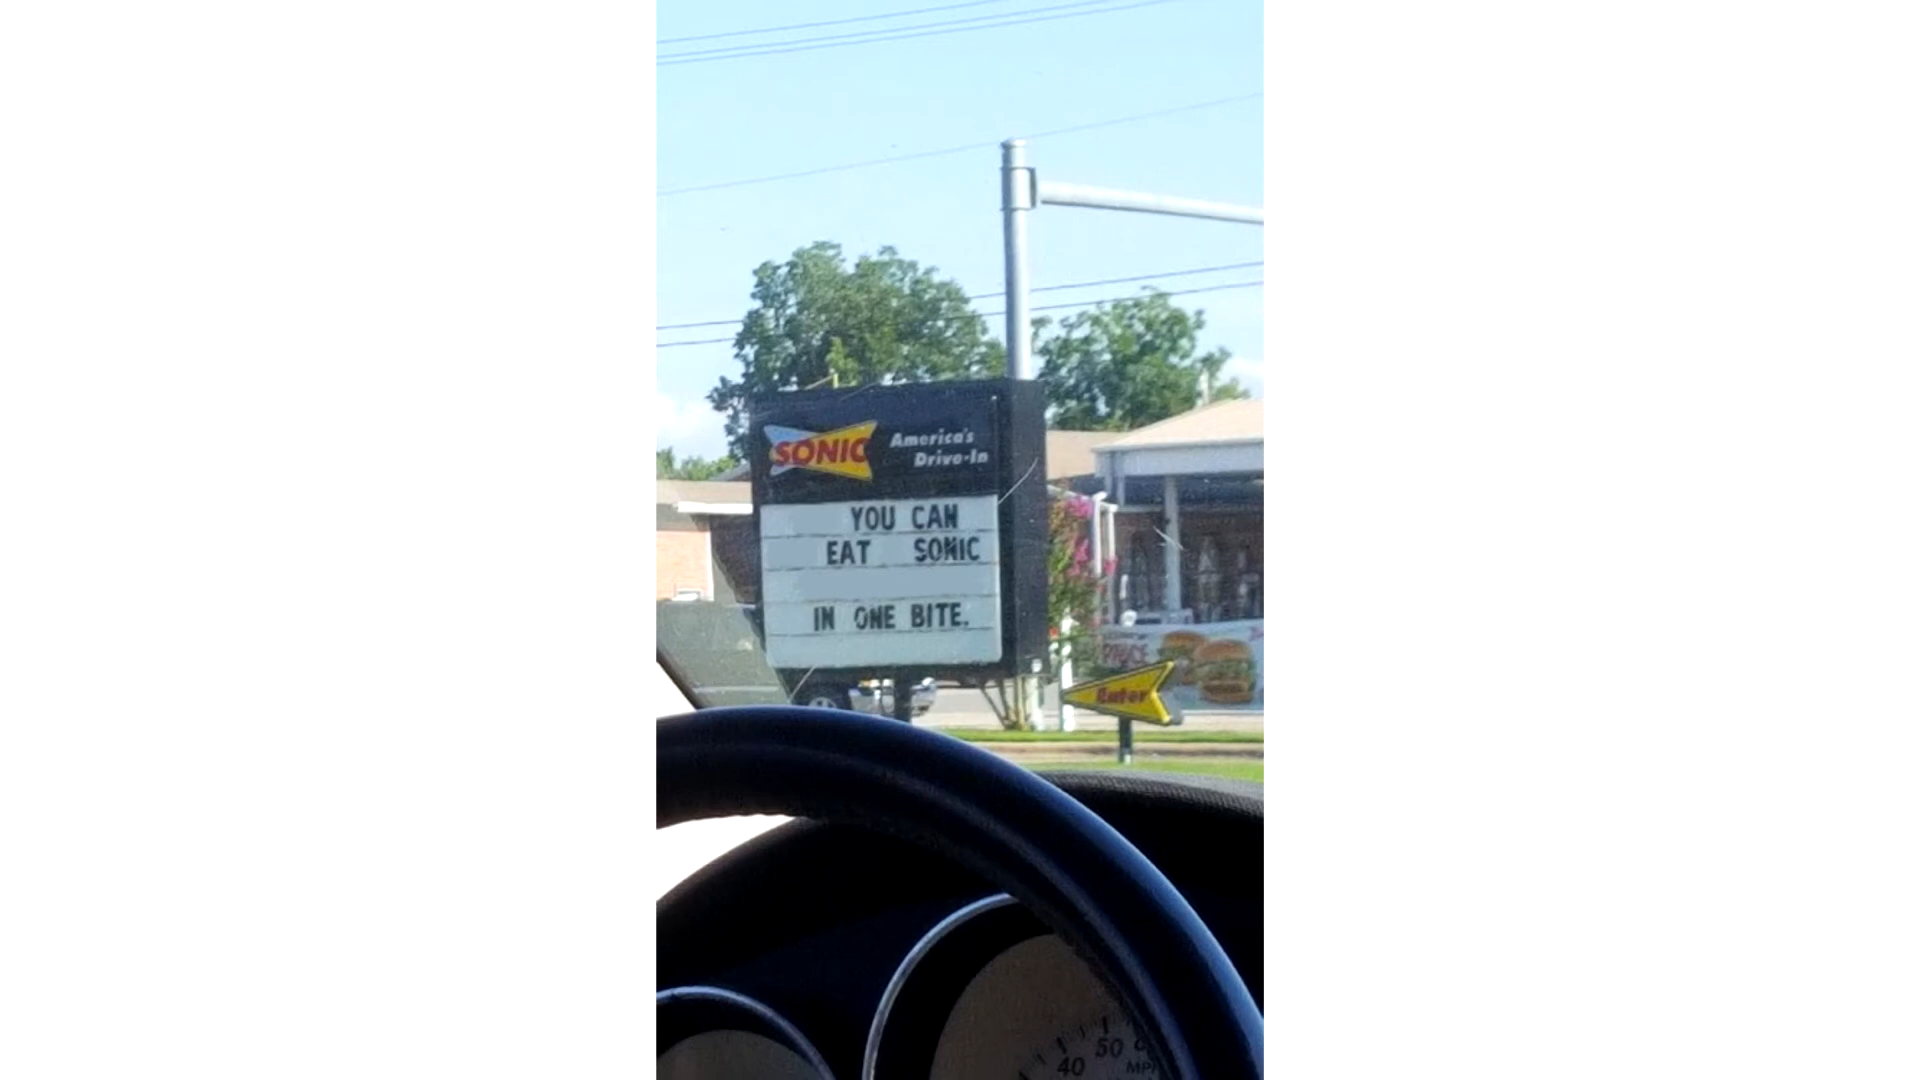 SONIC
America's
Drive-In
YOU CAN
EAT SONIC
IN ONE BITE.
Enter
40 50